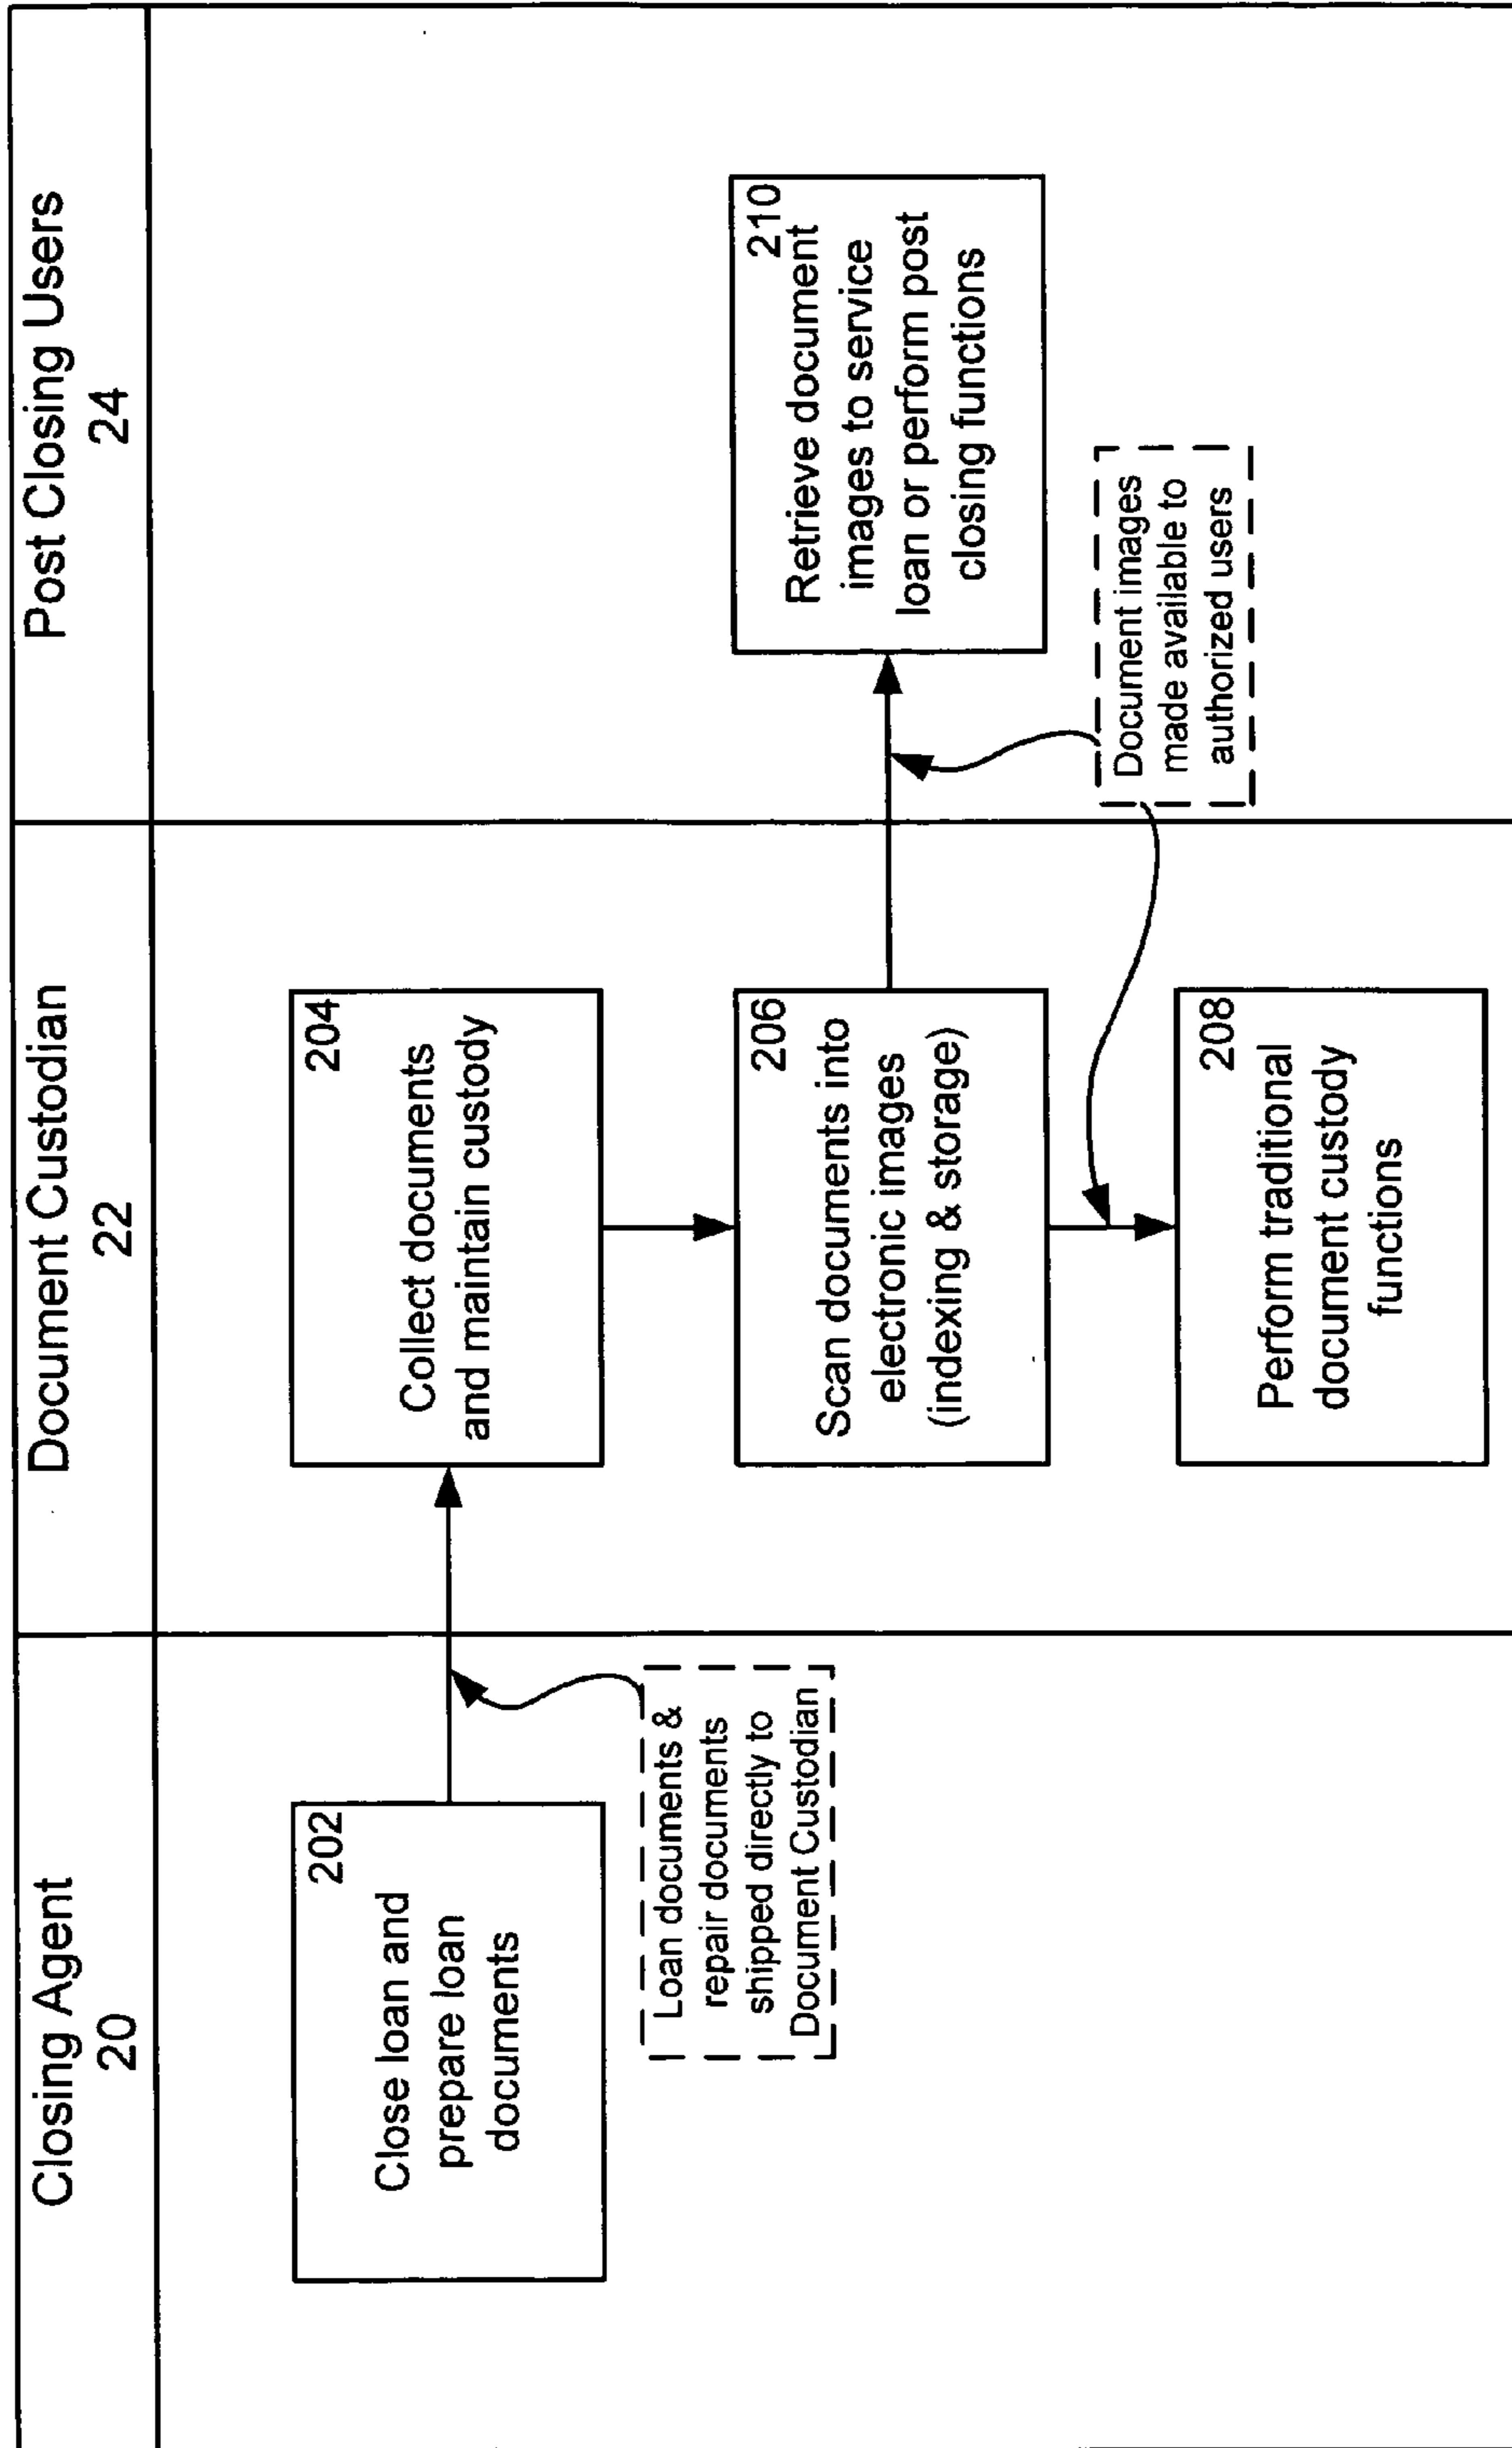 Closing Agent
20
Document Custodian
22
Post Closing Users
24
202
Close loan and
prepare loan
documents
Loan documents &
repair documents
shipped directly to
Document Custodian
204
Collect documents
and maintain custody
206
Scan documents into
electronic images
(indexing & storage)
208
Perform traditional
document custody
functions
210
Retrieve document
images to service
loan or perform post
closing functions
Document images
made available to
authorized users